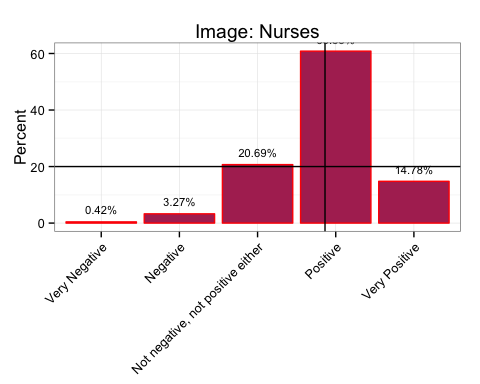 Image: Nurses
Percent
60
40
20
0
0.42%
3.27%
20.69%
14.78%
Very Negative
Negative
Not negative, not positive either
Positive
Very Positive